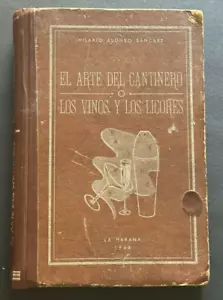 HILARIO ALONSO SANCHEZ
EL ARTE DEL CANTINERO
O
LOS VINOS Y LOS LICORES
LA HABANA